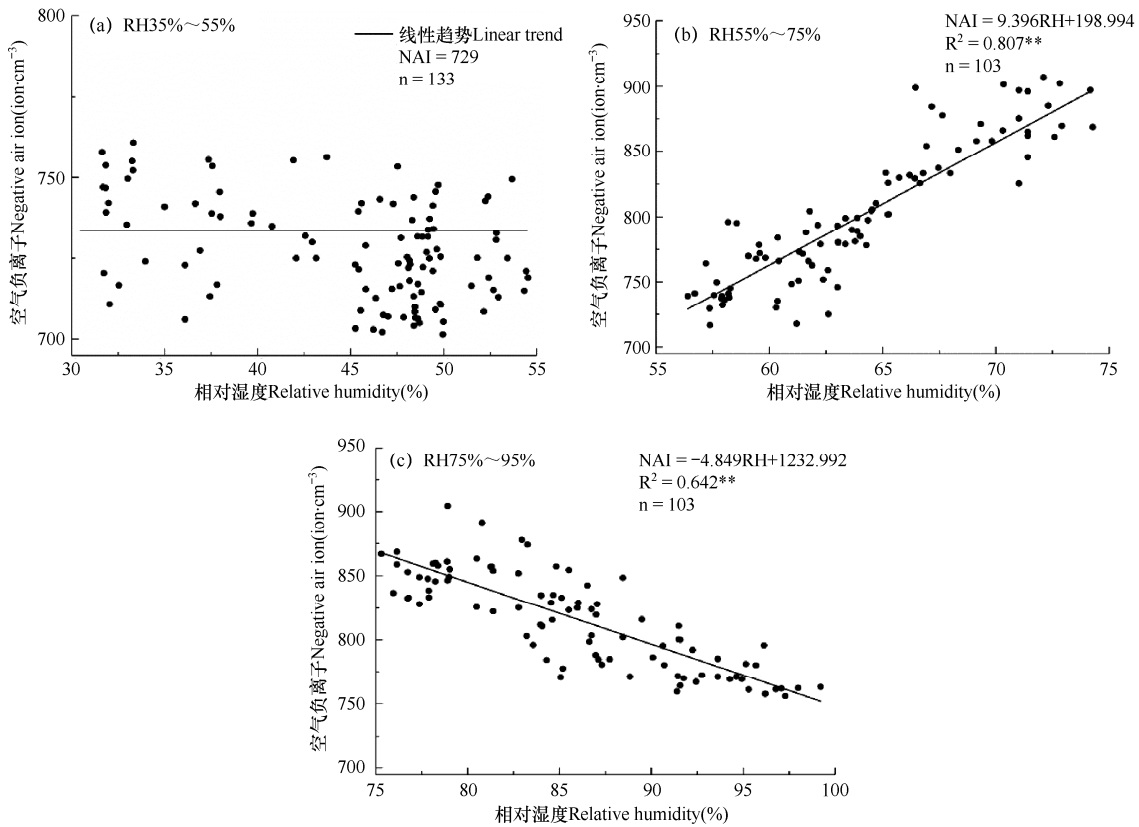 (a) RH35%～55%
线性趋势Linear trend
NAI = 729
n = 133
空气负离子Negative air ion(ion·cm⁻³)
800
750
700
30 35 40 45 50 55
相对湿度Relative humidity(%)
(b) RH55%～75%
NAI = 9.396RH+198.994
R² = 0.807**
n = 103
空气负离子Negative air ion(ion·cm⁻³)
950
900
850
800
750
700
55 60 65 70 75
相对湿度Relative humidity(%)
(c) RH75%～95%
NAI = −4.849RH+1232.992
R² = 0.642**
n = 103
空气负离子Negative air ion(ion·cm⁻³)
950
900
850
800
750
700
75 80 85 90 95 100
相对湿度Relative humidity(%)